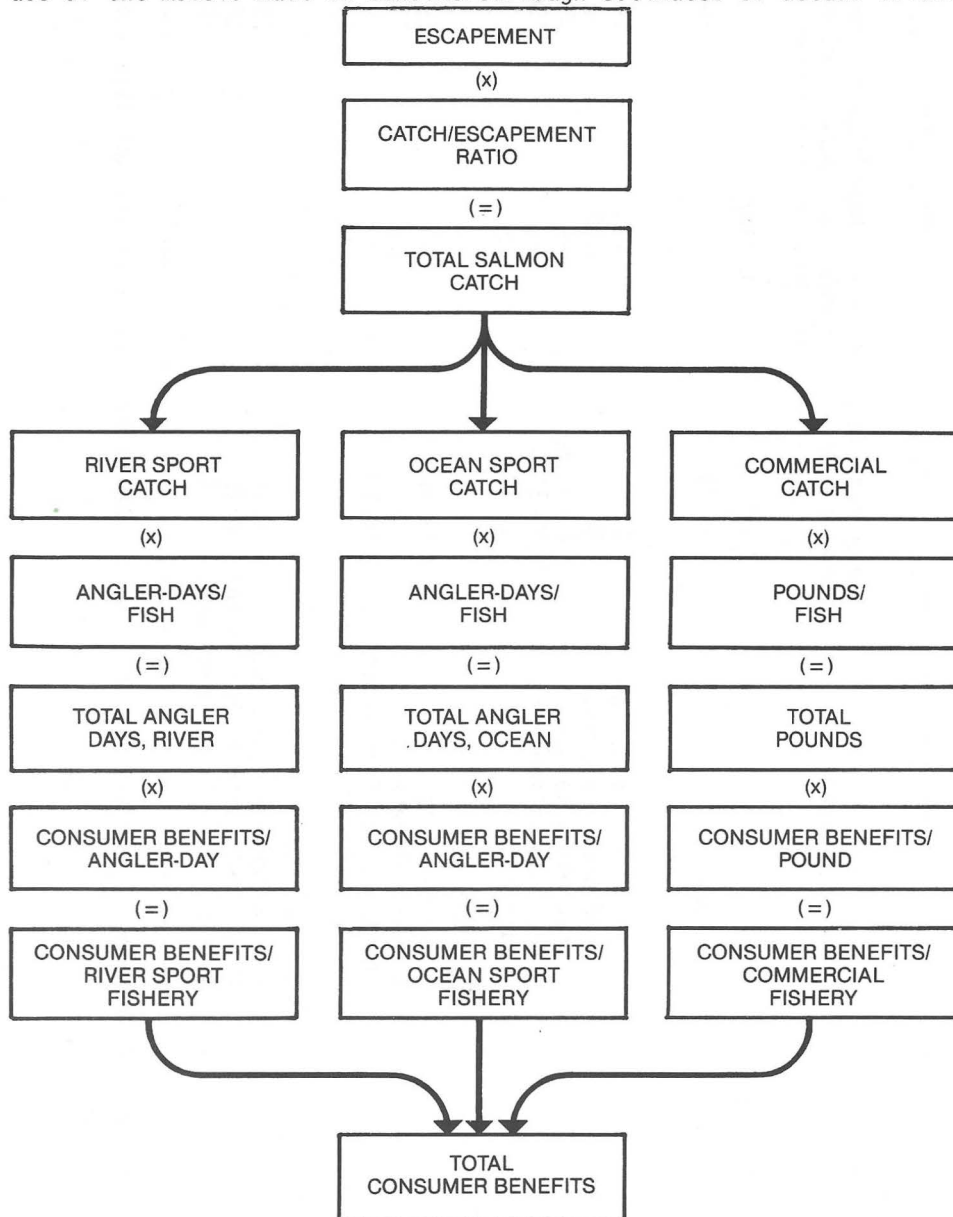 ESCAPEMENT
(x)
CATCH/ESCAPEMENT
RATIO
(=)
TOTAL SALMON
CATCH
RIVER SPORT
CATCH
OCEAN SPORT
CATCH
COMMERCIAL
CATCH
(x)
(x)
(x)
ANGLER-DAYS/
FISH
ANGLER-DAYS/
FISH
POUNDS/
FISH
(=)
(=)
(=)
TOTAL ANGLER
DAYS, RIVER
TOTAL ANGLER
DAYS, OCEAN
TOTAL
POUNDS
(x)
(x)
(x)
CONSUMER BENEFITS/
ANGLER-DAY
CONSUMER BENEFITS/
ANGLER-DAY
CONSUMER BENEFITS/
POUND
(=)
(=)
(=)
CONSUMER BENEFITS/
RIVER SPORT
FISHERY
CONSUMER BENEFITS/
OCEAN SPORT
FISHERY
CONSUMER BENEFITS/
COMMERCIAL
FISHERY
TOTAL
CONSUMER BENEFITS